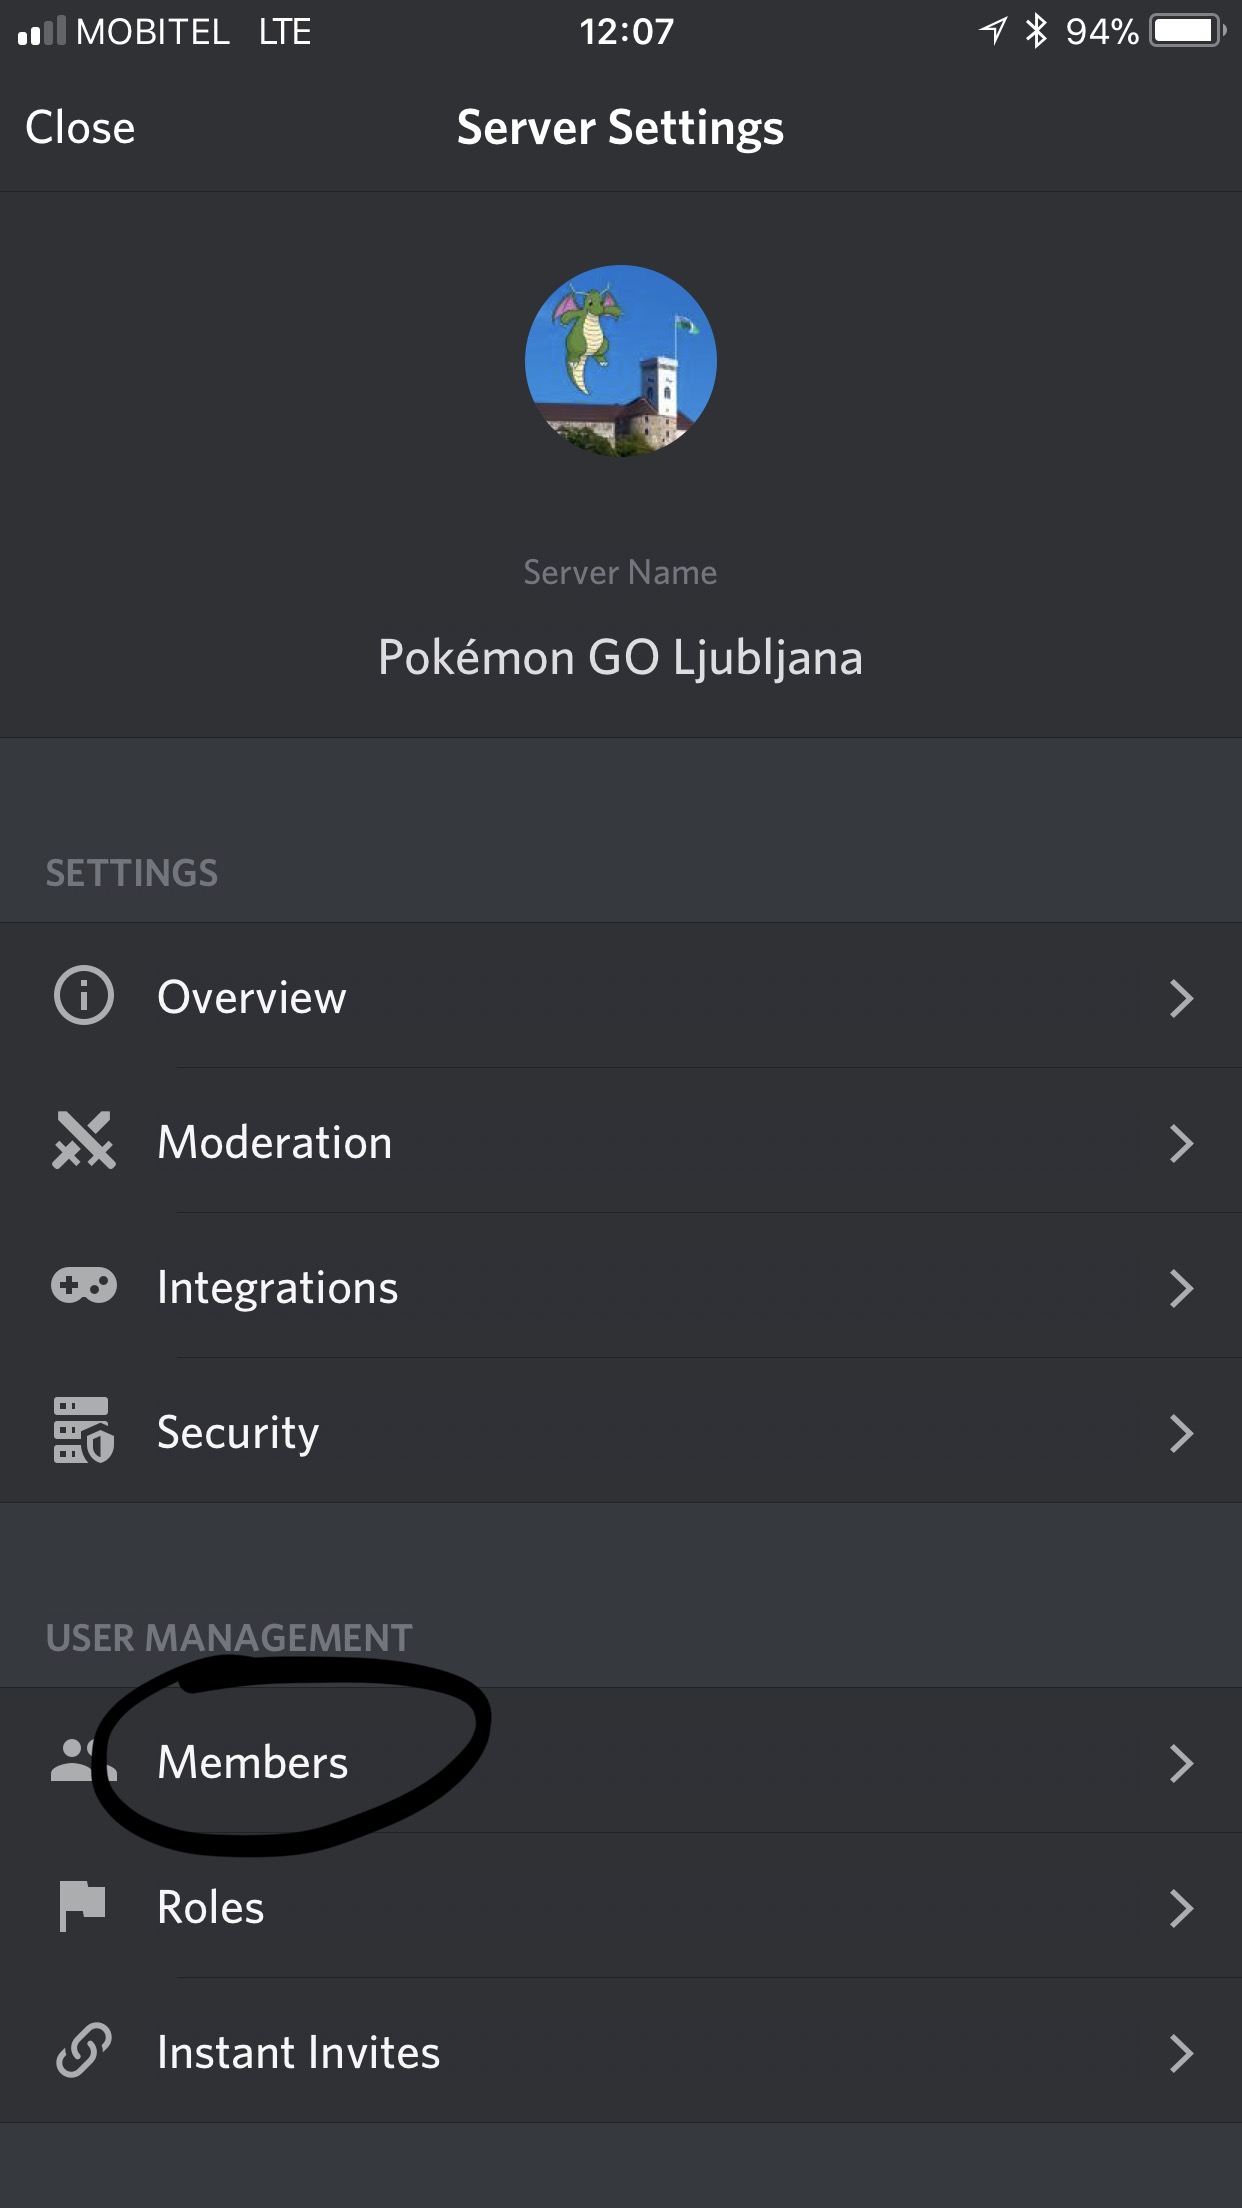 MOBITEL LTE 12:07 94%
Close Server Settings
Server Name
Pokémon GO Ljubljana
SETTINGS
Overview
Moderation
Integrations
Security
USER MANAGEMENT
Members
Roles
Instant Invites